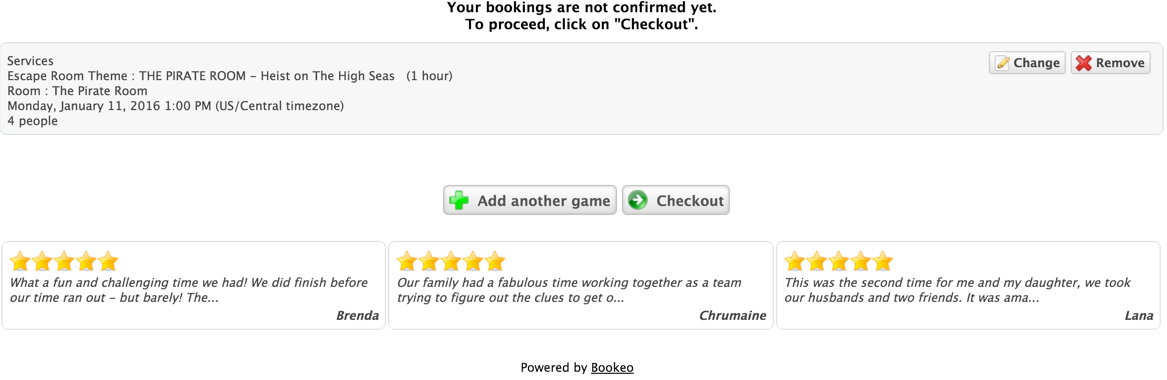 Your bookings are not confirmed yet.
To proceed, click on "Checkout".
Services
Escape Room Theme : THE PIRATE ROOM - Heist on The High Seas (1 hour)
Room : The Pirate Room
Monday, January 11, 2016 1:00 PM (US/Central timezone)
4 people
Change
Remove
Add another game
Checkout
What a fun and challenging time we had! We did finish before
our time ran out - but barely! The...
Brenda
Our family had a fabulous time working together as a team
trying to figure out the clues to get o...
Chrumaine
This was the second time for me and my daughter, we took
our husbands and two friends. It was ama...
Lana
Powered by Bookeo